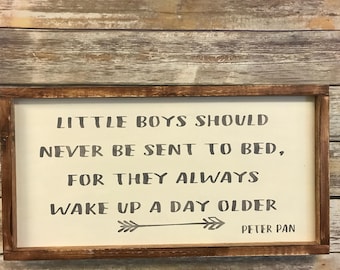 LITTLE BOYS SHOULD
NEVER BE SENT TO BED,
FOR THEY ALWAYS
WAKE UP A DAY OLDER
PETER PAN